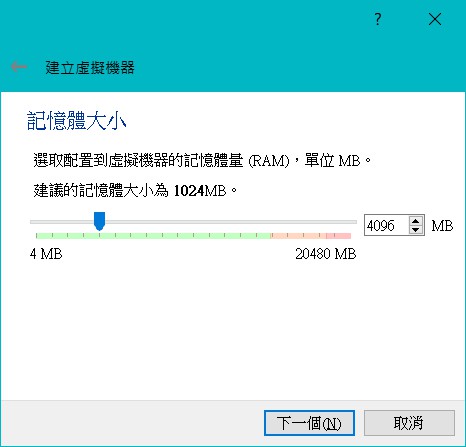 ?
建立虛擬機器
記憶體大小
選取配置到虛擬機器的記憶體量 (RAM),單位 MB。
建議的記憶體大小為 1024MB。
4096 MB
4 MB 20480 MB
下一個(N) 取消